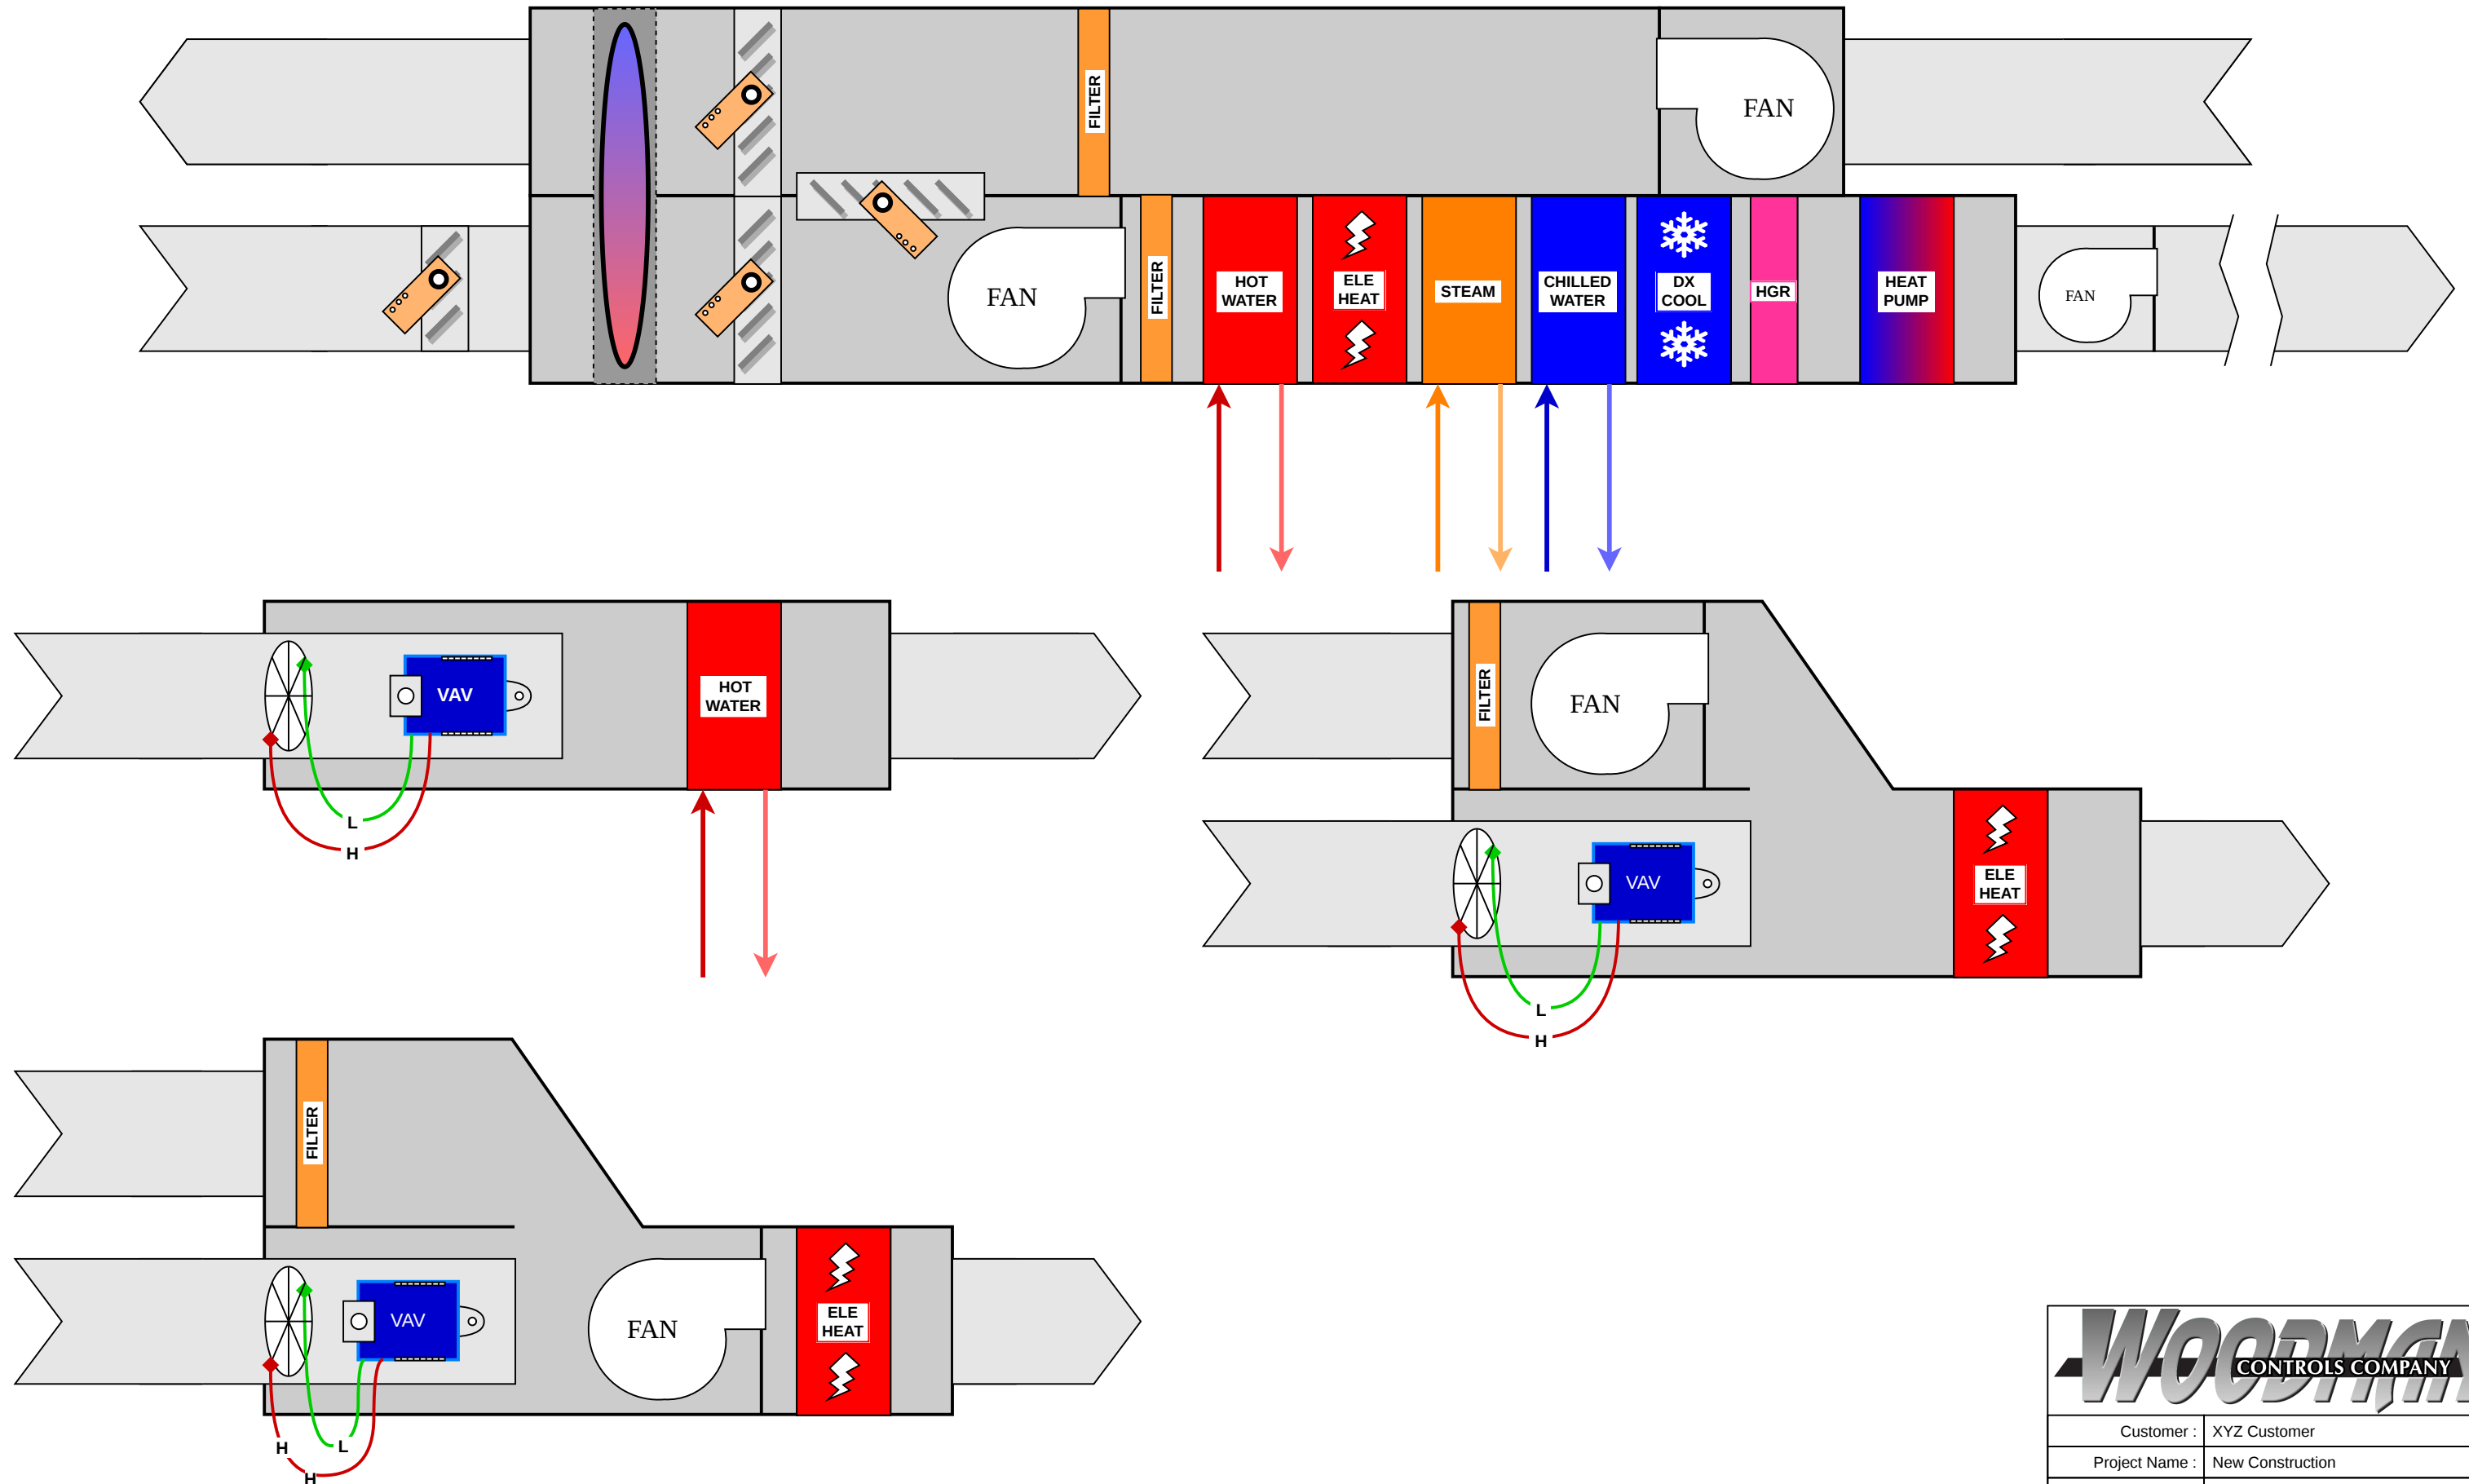 FILTER
FAN
FAN
FILTER
HOT
WATER
ELE
HEAT
STEAM
CHILLED
WATER
DX
COOL
HGR
HEAT
PUMP
FAN
VAV
HOT
WATER
L
H
FILTER
FAN
VAV
ELE
HEAT
L
H
FILTER
VAV
FAN
ELE
HEAT
H
L
H
WOODMAN
CONTROLS COMPANY
Customer : XYZ Customer
Project Name : New Construction